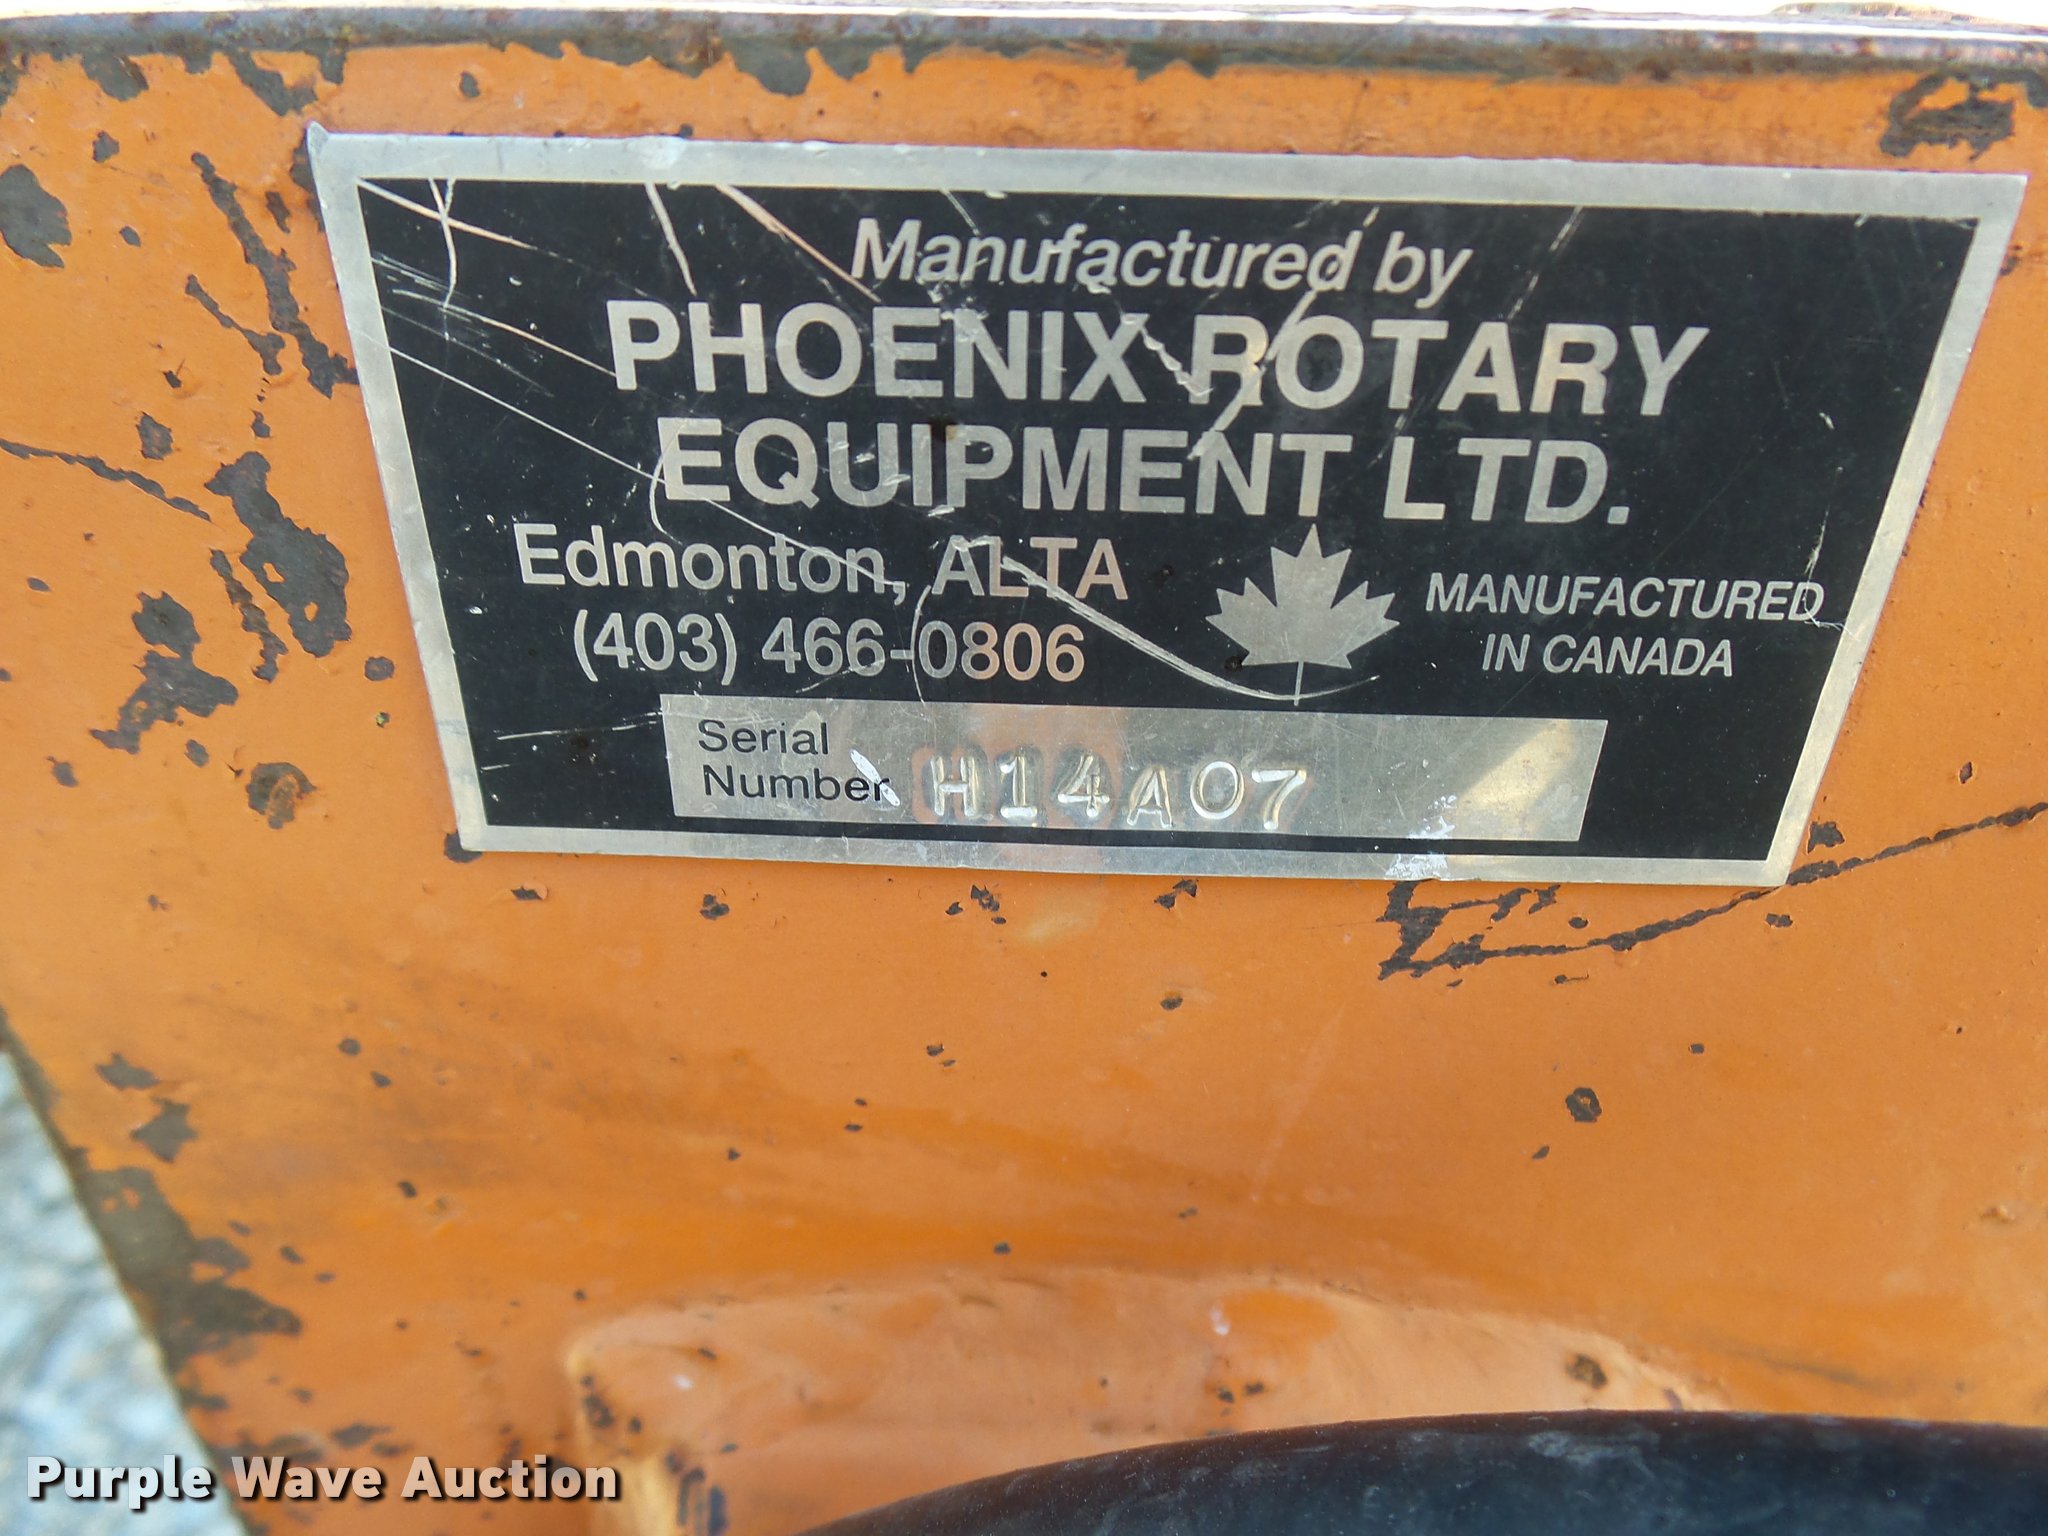 Manufactured by
PHOENIX ROTARY
EQUIPMENT LTD.
Edmonton, ALTA
(403) 466-0806
MANUFACTURED
IN CANADA
Serial
Number H14A07
Purple Wave Auction